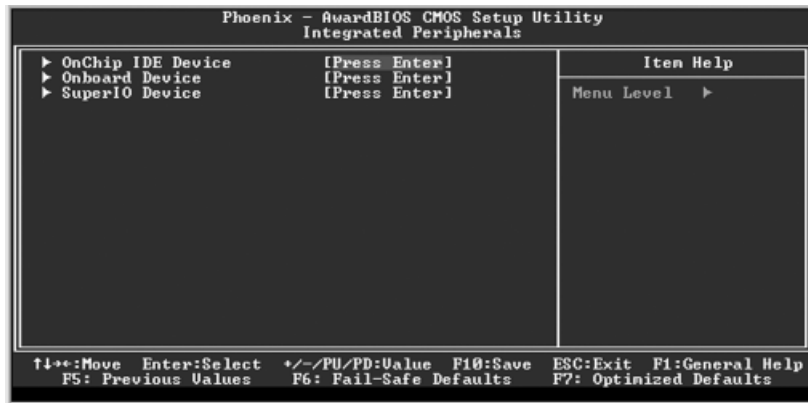 Phoenix - AwardBIOS CMOS Setup Utility
Integrated Peripherals
▶ OnChip IDE Device [Press Enter]
▶ Onboard Device [Press Enter]
▶ SuperIO Device [Press Enter]
Item Help
Menu Level ▶
↑↓→←:Move Enter:Select +/-/PU/PD:Value F10:Save ESC:Exit F1:General Help
F5: Previous Values F6: Fail-Safe Defaults F7: Optimized Defaults